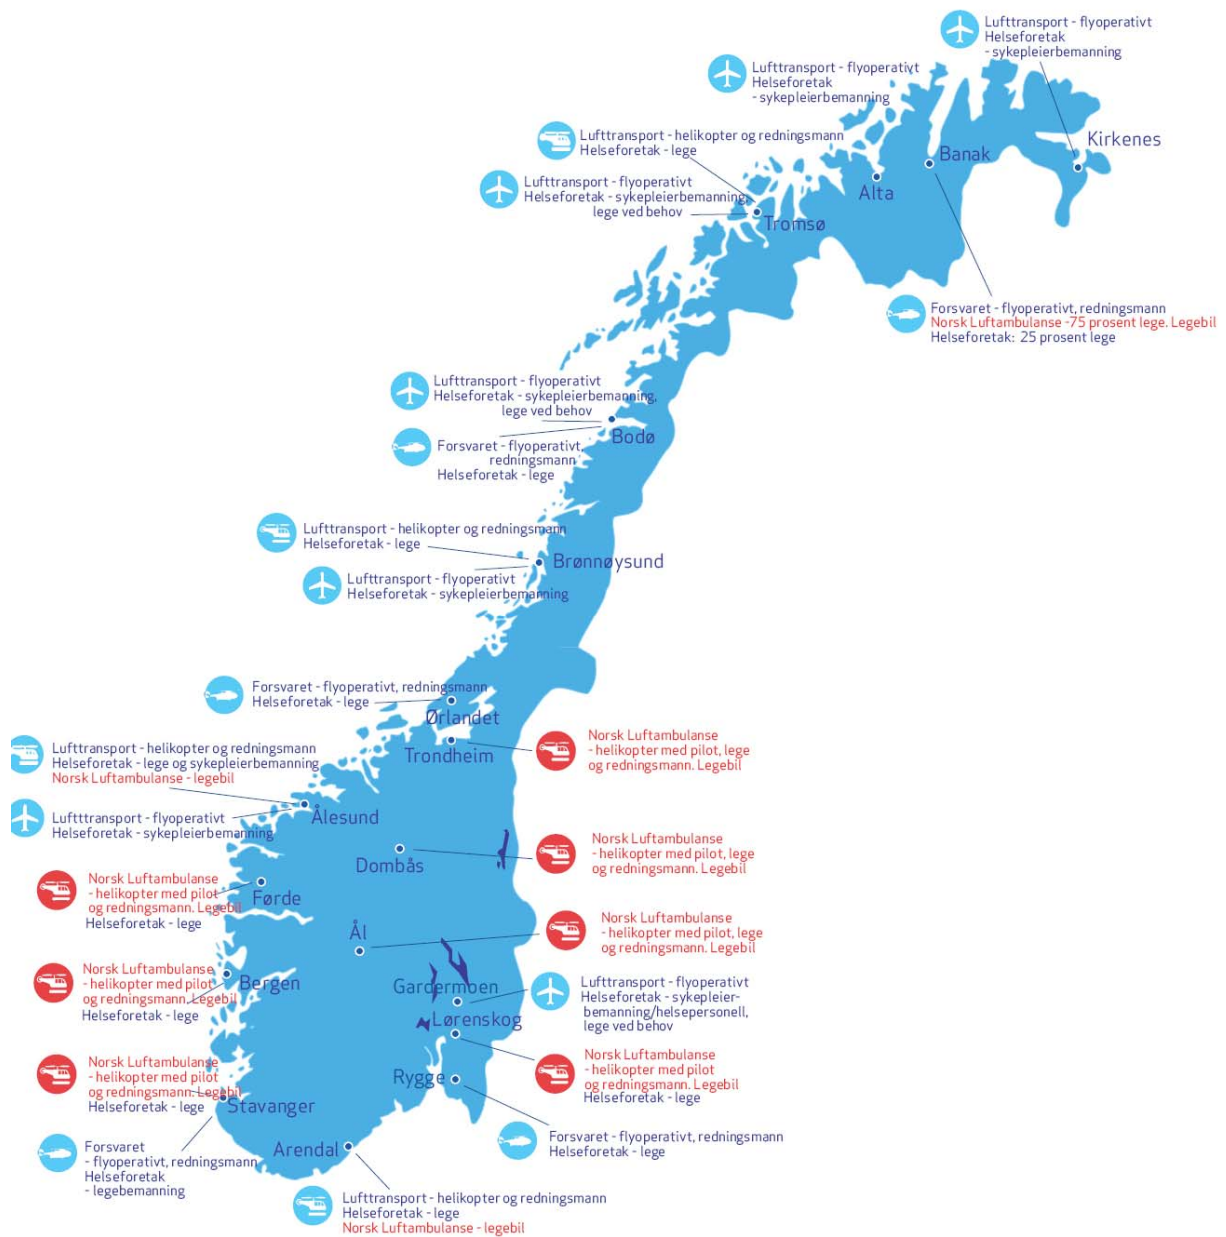 Lufttransport - flyoperativt
Helseforetak
- sykepleierbemanning
Lufttransport - flyoperativt
Helseforetak
- sykepleierbemanning
Lufttransport - helikopter og redningsmann
Helseforetak - lege
Kirkenes
Banak
Alta
Lufttransport - flyoperativt
Helseforetak - sykepleierbemanning,
lege ved behov
Tromsø
Forsvaret - flyoperativt, redningsmann
Norsk Luftambulanse -75 prosent lege. Legebil
Helseforetak: 25 prosent lege
Lufttransport - flyoperativt
Helseforetak - sykepleierbemanning,
lege ved behov
Bodø
Forsvaret - flyoperativt,
redningsmann
Helseforetak - lege
Lufttransport - helikopter og redningsmann
Helseforetak - lege
Brønnøysund
Lufttransport - flyoperativt
Helseforetak - sykepleierbemanning
Forsvaret - flyoperativt, redningsmann
Helseforetak - lege
Ørlandet
Trondheim
Norsk Luftambulanse
- helikopter med pilot, lege
og redningsmann. Legebil
Lufttransport - helikopter og redningsmann
Helseforetak - lege og sykepleierbemanning
Norsk Luftambulanse - legebil
Lufttransport - flyoperativt
Helseforetak - sykepleierbemanning
Ålesund
Dombås
Norsk Luftambulanse
- helikopter med pilot, lege
og redningsmann. Legebil
Norsk Luftambulanse
- helikopter med pilot
og redningsmann. Legebil
Helseforetak - lege
Førde
Ål
Norsk Luftambulanse
- helikopter med pilot, lege
og redningsmann. Legebil
Norsk Luftambulanse
- helikopter med pilot
og redningsmann. Legebil
Helseforetak - lege
Bergen
Gardermoen
Lufttransport - flyoperativt
Helseforetak - sykepleier-
bemanning/helsepersonell,
lege ved behov
Lørenskog
Norsk Luftambulanse
- helikopter med pilot
og redningsmann. Legebil
Helseforetak - lege
Norsk Luftambulanse
- helikopter med pilot
og redningsmann. Legebil
Helseforetak - lege
Stavanger
Rygge
Forsvaret - flyoperativt, redningsmann
Helseforetak - lege
Forsvaret
- flyoperativt, redningsmann
Helseforetak
- legebemanning
Arendal
Lufttransport - helikopter og redningsmann
Helseforetak - lege
Norsk Luftambulanse - legebil